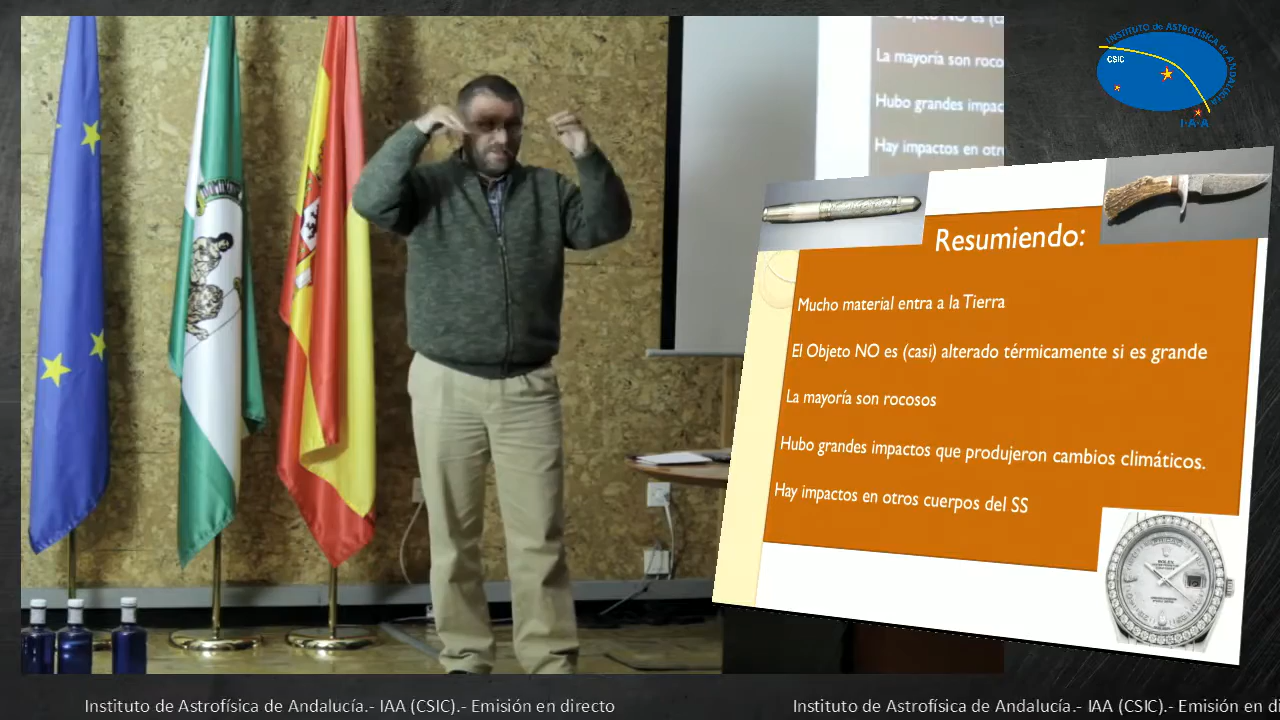 INSTITUTO de ASTROFÍSICA de ANDALUCÍA
CSIC
I·A·A
La mayoría son roco
Hubo grandes impac
Hay impactos en otr
Resumiendo:
Mucho material entra a la Tierra
El Objeto NO es (casi) alterado térmicamente si es grande
La mayoría son rocosos
Hubo grandes impactos que produjeron cambios climáticos.
Hay impactos en otros cuerpos del SS
Instituto de Astrofísica de Andalucía.- IAA (CSIC).- Emisión en directo
Instituto de Astrofísica de Andalucía.- IAA (CSIC).- Emisión en di